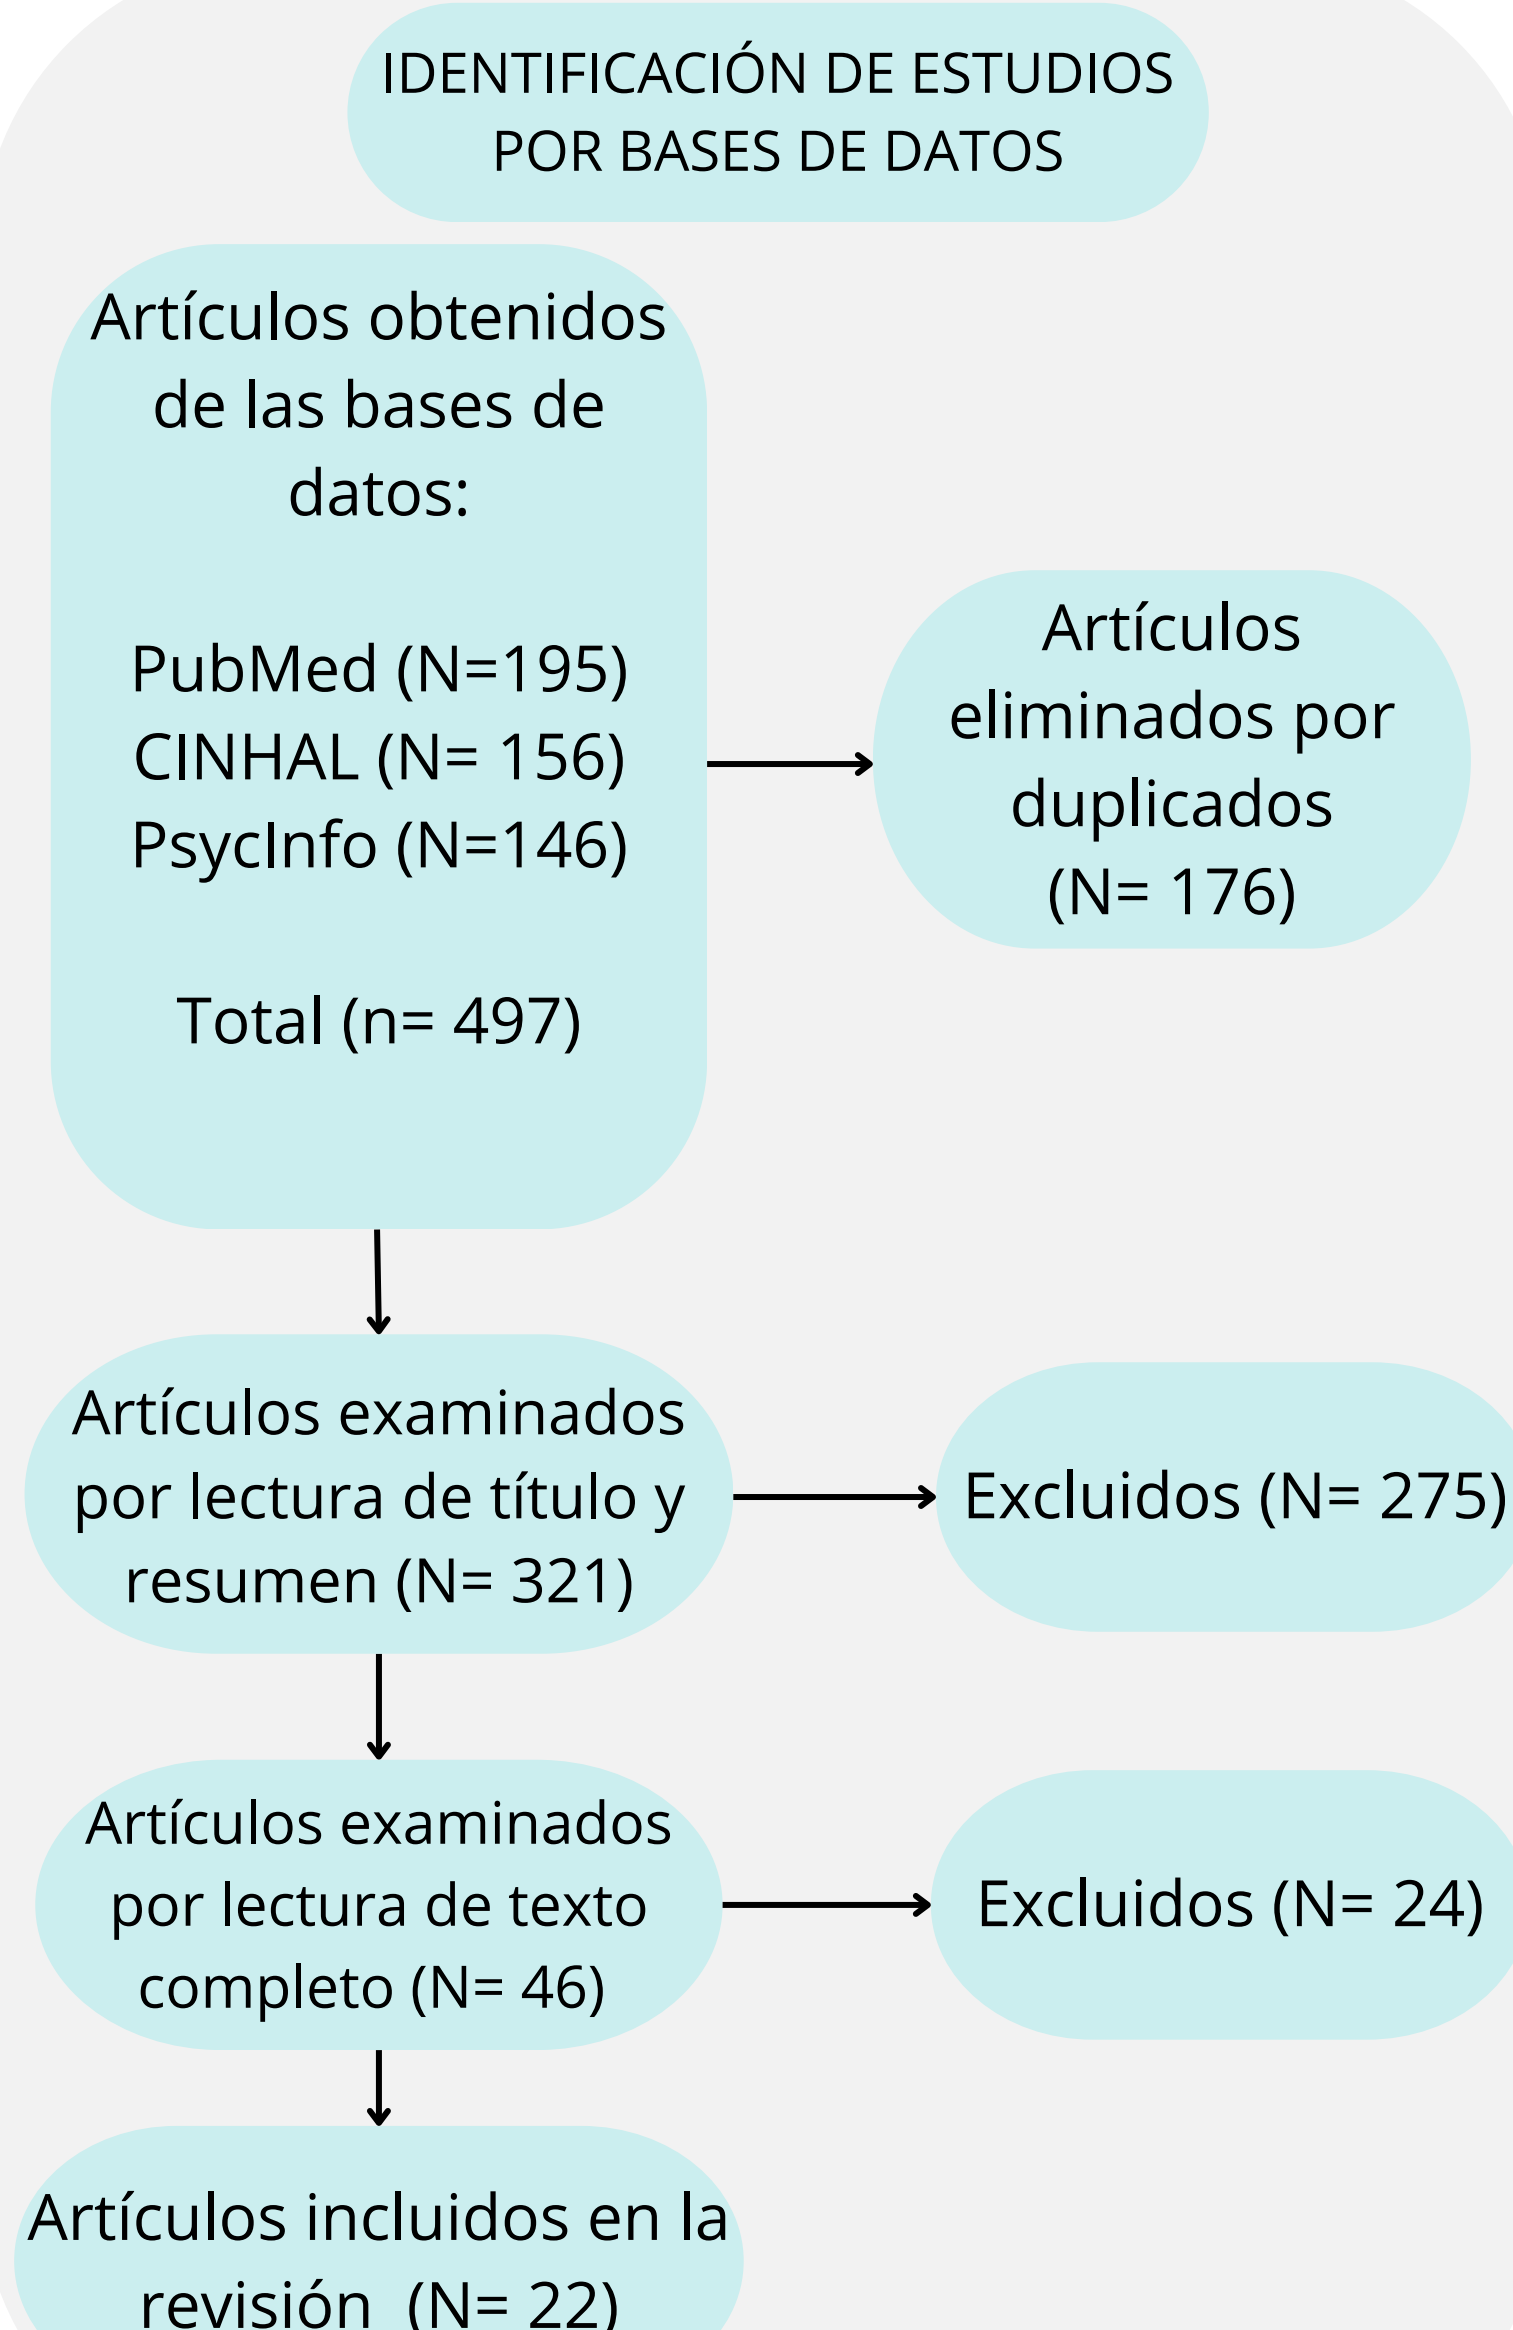 IDENTIFICACIÓN DE ESTUDIOS
POR BASES DE DATOS
Artículos obtenidos
de las bases de
datos:
PubMed (N=195)
CINHAL (N= 156)
PsycInfo (N=146)
Total (n= 497)
Artículos
eliminados por
duplicados
(N= 176)
Artículos examinados
por lectura de título y
resumen (N= 321)
Excluidos (N= 275)
Artículos examinados
por lectura de texto
completo (N= 46)
Excluidos (N= 24)
Artículos incluidos en la
revisión  (N= 22)